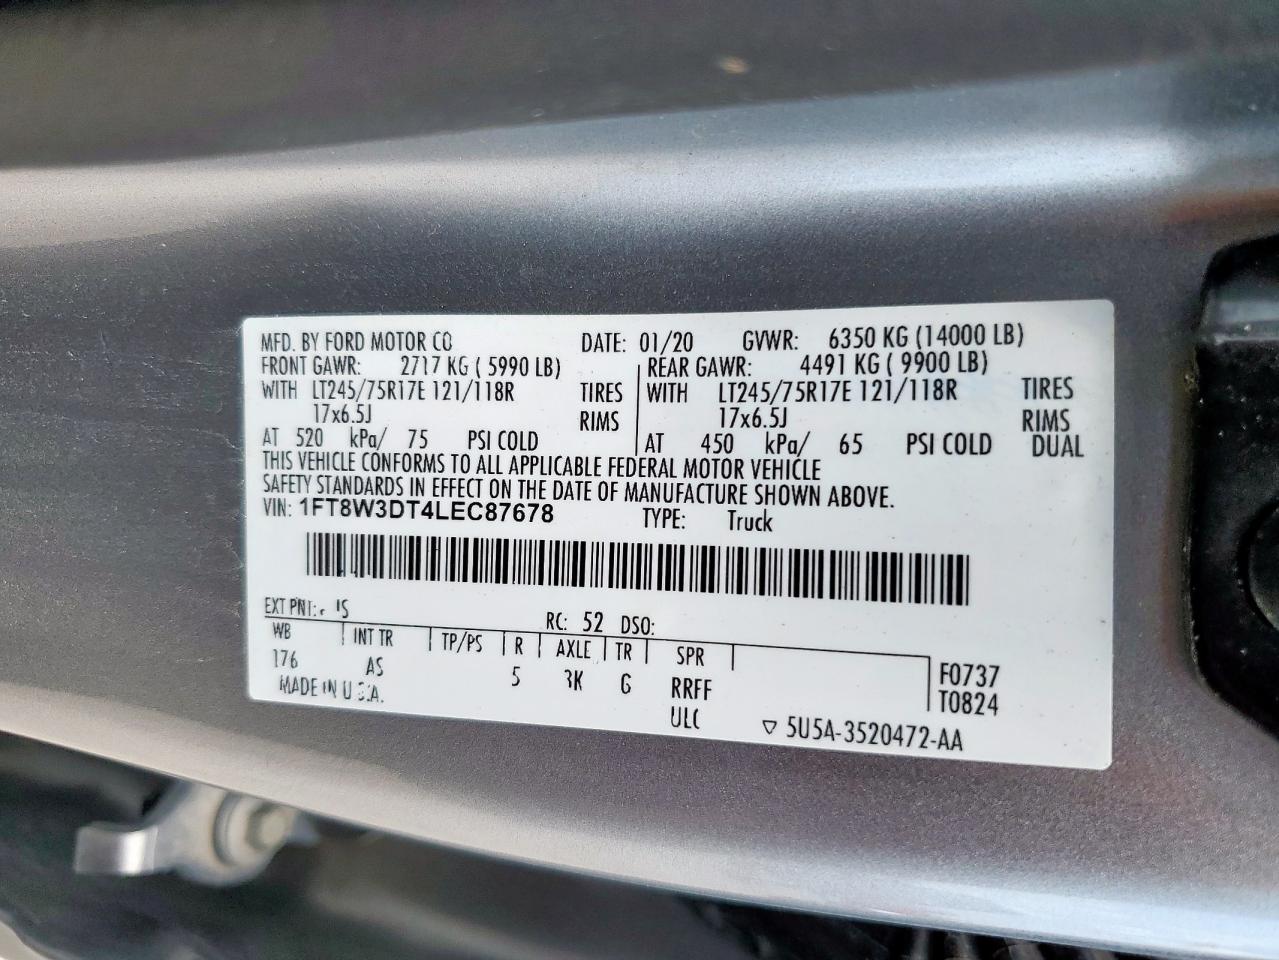 MFD. BY FORD MOTOR CO DATE: 01/20 GVWR: 6350 KG (14000 LB)
FRONT GAWR: 2717 KG ( 5990 LB) REAR GAWR: 4491 KG ( 9900 LB)
WITH LT245/75R17E 121/118R TIRES WITH LT245/75R17E 121/118R TIRES
17x6.5J RIMS 17x6.5J RIMS
AT 520 kPa/ 75 PSI COLD AT 450 kPa/ 65 PSI COLD DUAL
THIS VEHICLE CONFORMS TO ALL APPLICABLE FEDERAL MOTOR VEHICLE
SAFETY STANDARDS IN EFFECT ON THE DATE OF MANUFACTURE SHOWN ABOVE.
VIN: 1FT8W3DT4LEC87678 TYPE: Truck
EXT PNT: RC: 52 DSO:
WB INT TR TP/PS R AXLE TR SPR
176 AS 5 G RRFF F0737
MADE IN U.S.A. ULC T0824
▽ 5U5A-3520472-AA